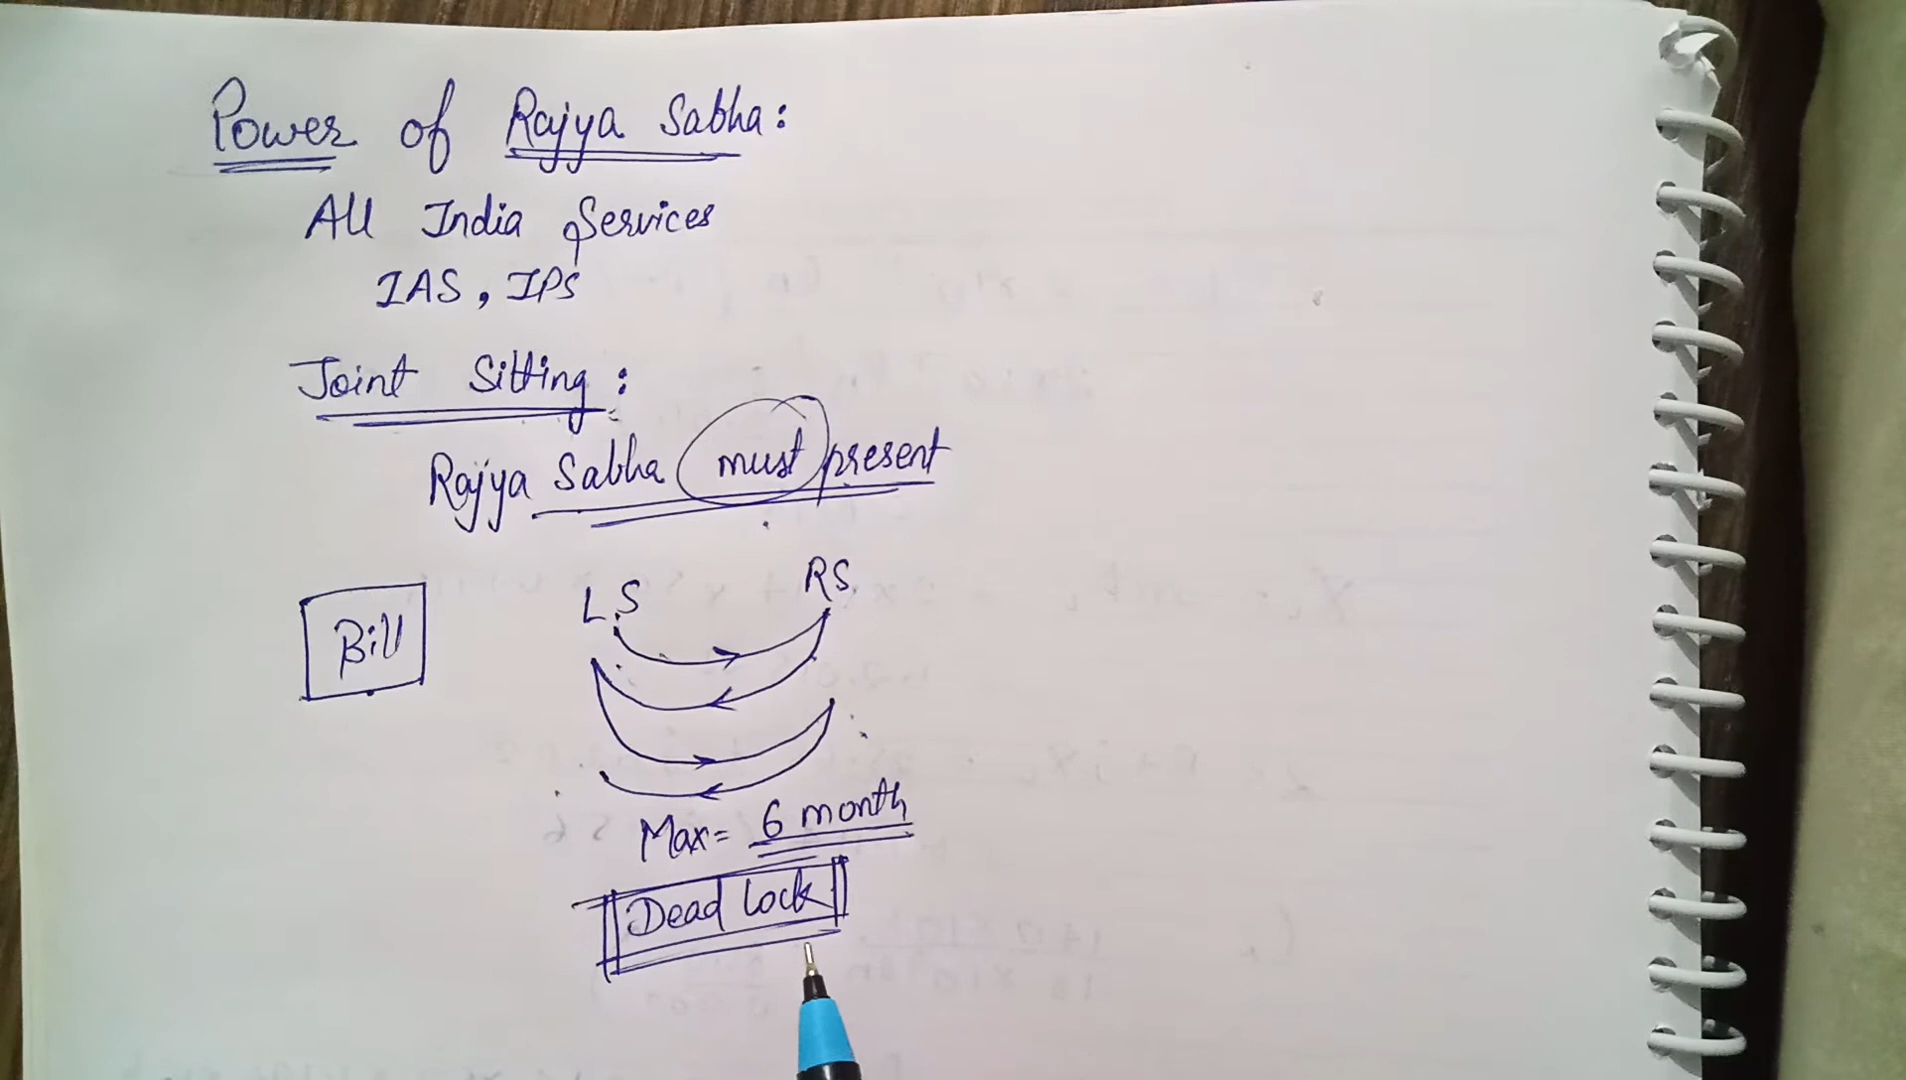 Power of Rajya Sabha:
All India Services
IAS, IPS
Joint Sitting:
Rajya Sabha must present
Bill
L.S
RS.
Max= 6 month
Dead lock